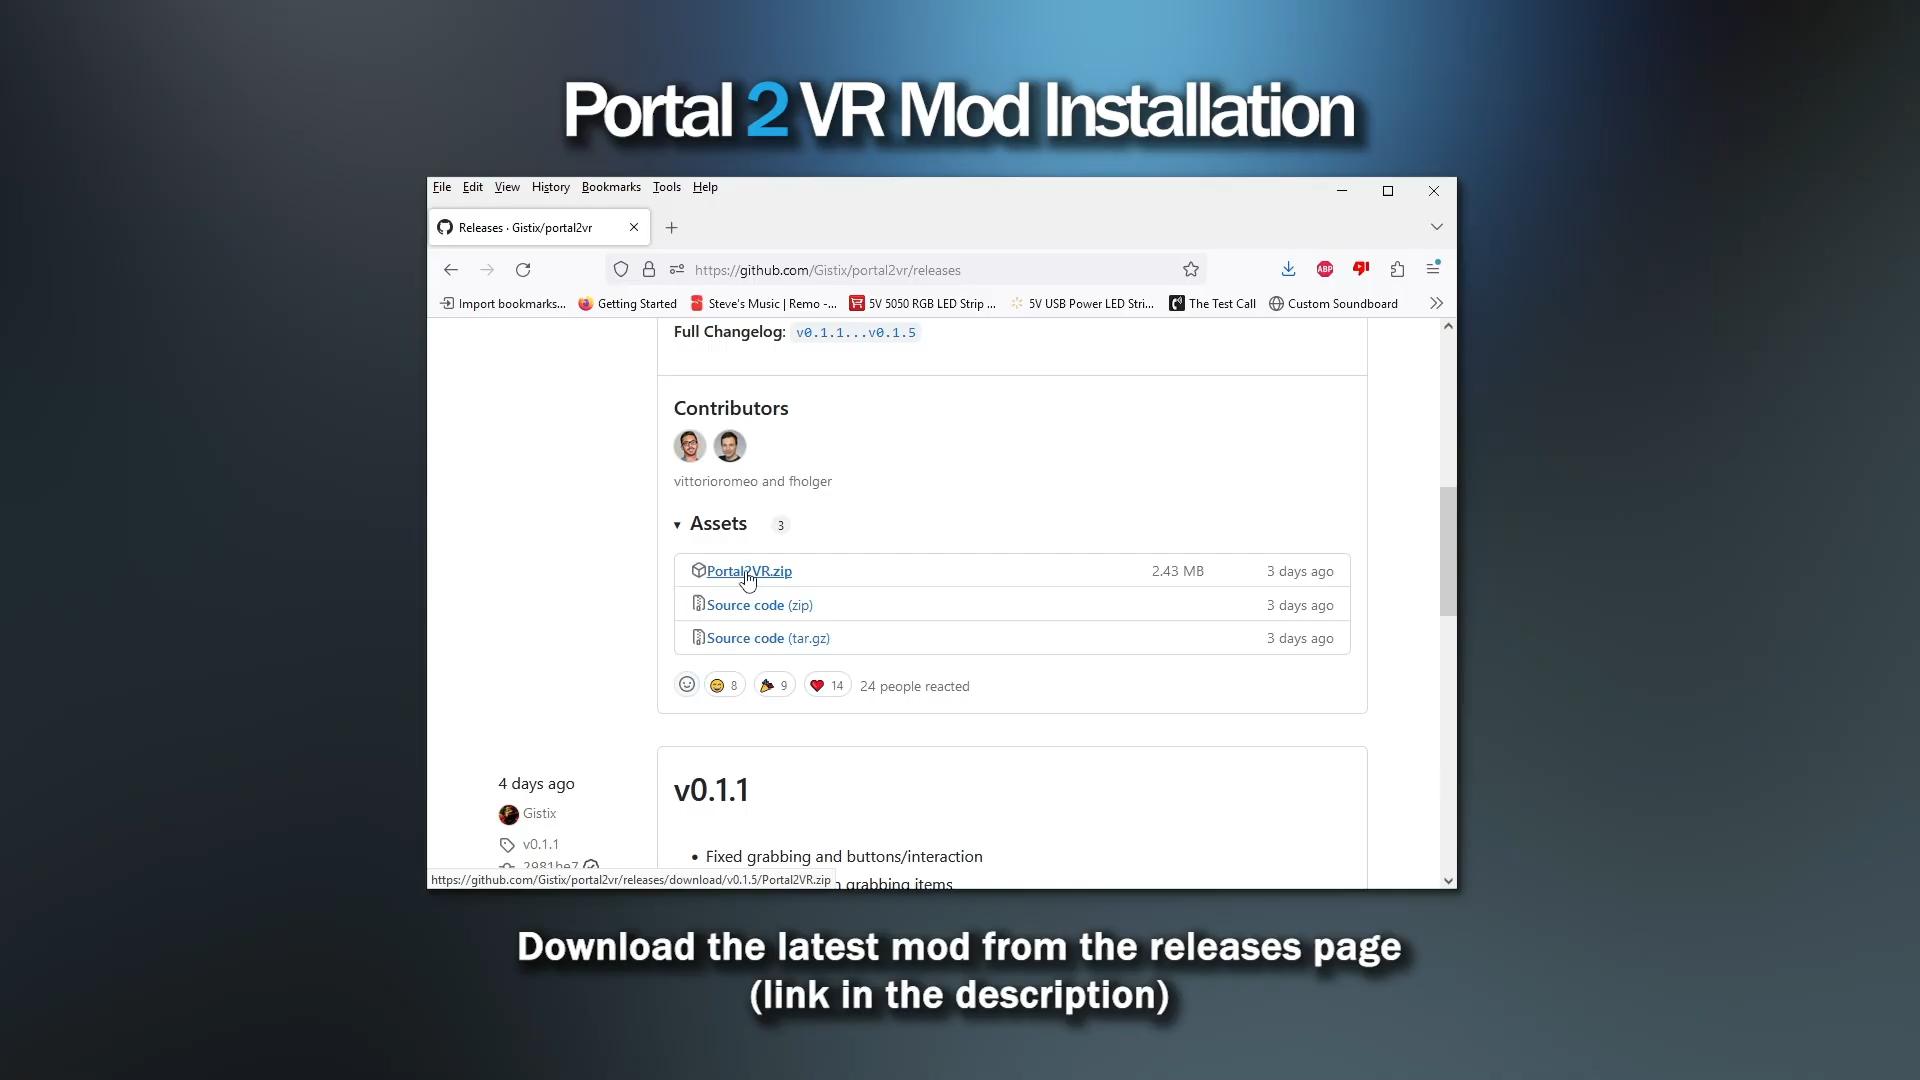 Portal 2 VR Mod Installation
File Edit View History Bookmarks Tools Help
Releases · Gistix/portal2vr
https://github.com/Gistix/portal2vr/releases
ABP
Import bookmarks... Getting Started Steve's Music | Remo -... 5V 5050 RGB LED Strip ... 5V USB Power LED Stri... The Test Call Custom Soundboard
Full Changelog: v0.1.1...v0.1.5
Contributors
vittorioromeo and fholger
Assets 3
Portal2VR.zip 2.43 MB 3 days ago
Source code (zip) 3 days ago
Source code (tar.gz) 3 days ago
8 9 14 24 people reacted
4 days ago
Gistix
v0.1.1
2981be7
v0.1.1
• Fixed grabbing and buttons/interaction
grabbing items
https://github.com/Gistix/portal2vr/releases/download/v0.1.5/Portal2VR.zip
Download the latest mod from the releases page
(link in the description)